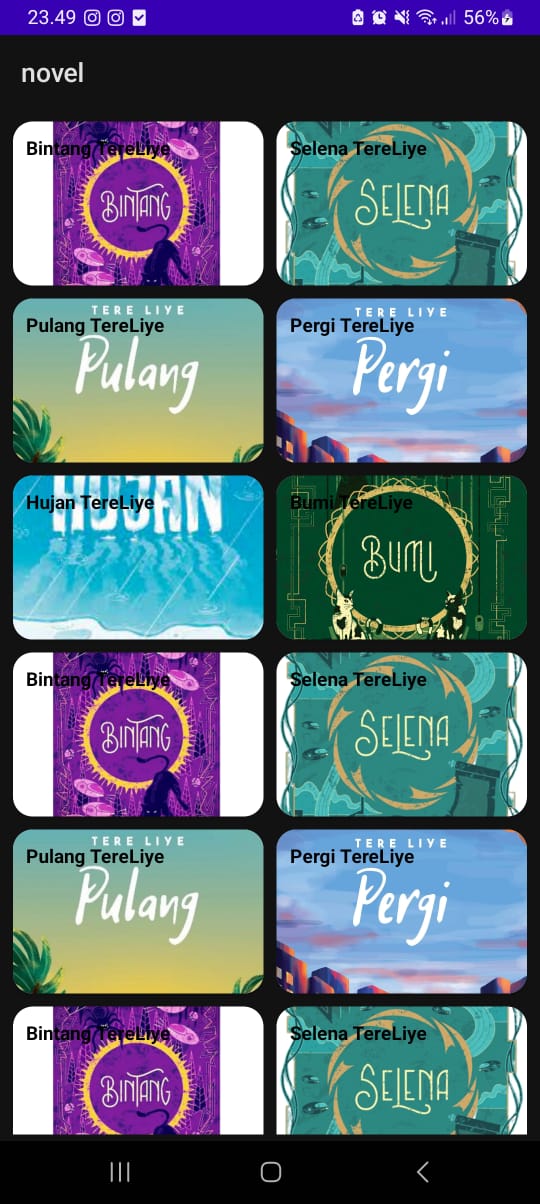 23.49
56%
novel
Bintang TereLiye
BINTANG
Selena TereLiye
SELENA
TERE LIYE
Pulang TereLiye
Pulang
TERE LIYE
Pergi TereLiye
Pergi
Hujan TereLiye
HUJAN
Bumi TereLiye
BUMI
Bintang TereLiye
BINTANG
Selena TereLiye
SELENA
TERE LIYE
Pulang TereLiye
Pulang
TERE LIYE
Pergi TereLiye
Pergi
Bintang TereLiye
BINTANG
Selena TereLiye
SELENA